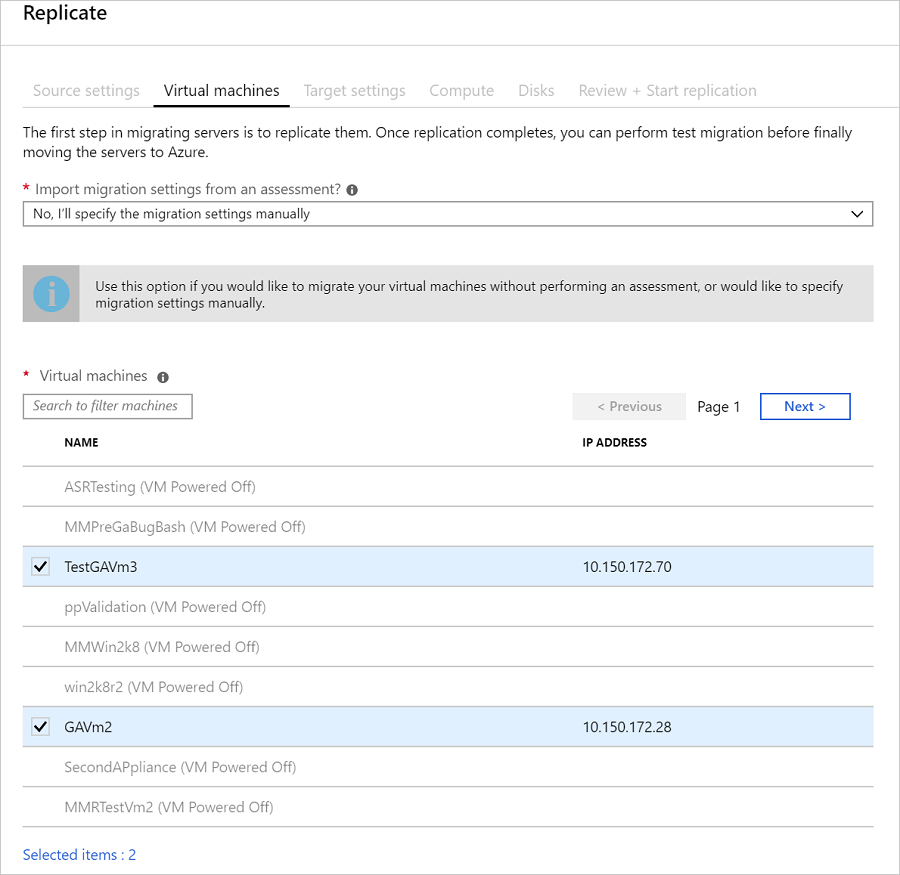 Replicate
Source settings Virtual machines Target settings Compute Disks Review + Start replication
The first step in migrating servers is to replicate them. Once replication completes, you can perform test migration before finally
moving the servers to Azure.
* Import migration settings from an assessment?
No, I'll specify the migration settings manually
Use this option if you would like to migrate your virtual machines without performing an assessment, or would like to specify
migration settings manually.
* Virtual machines
Search to filter machines < Previous Page 1 Next >
NAME IP ADDRESS
ASRTesting (VM Powered Off)
MMPreGaBugBash (VM Powered Off)
TestGAVm3 10.150.172.70
ppValidation (VM Powered Off)
MMWin2k8 (VM Powered Off)
win2k8r2 (VM Powered Off)
GAVm2 10.150.172.28
SecondAPpliance (VM Powered Off)
MMRTestVm2 (VM Powered Off)
Selected items : 2